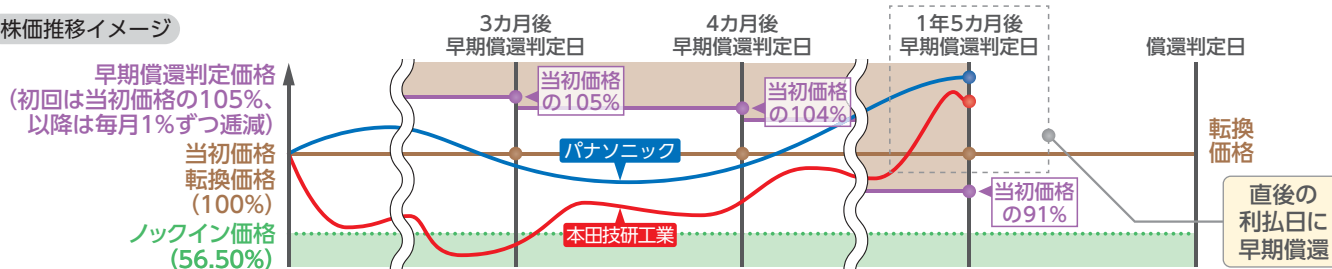 株価推移イメージ
3カ月後
早期償還判定日
4カ月後
早期償還判定日
1年5カ月後
早期償還判定日
償還判定日
早期償還判定価格
(初回は当初価格の105%、
以降は毎月1%ずつ逓減)
当初価格
転換価格
(100%)
ノックイン価格
(56.50%)
当初価格
の105%
当初価格
の104%
パナソニック
本田技研工業
当初価格
の91%
転換
価格
直後の
利払日に
早期償還